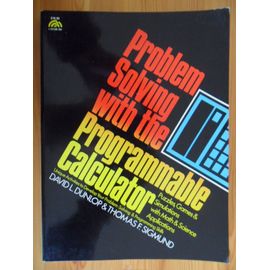 Problem
Solving
with the
Programmable
Calculator
Puzzles, Games &
Simulations
with Math & Science
Applications
DAVID L. DUNLOP & THOMAS F. SIGMUND